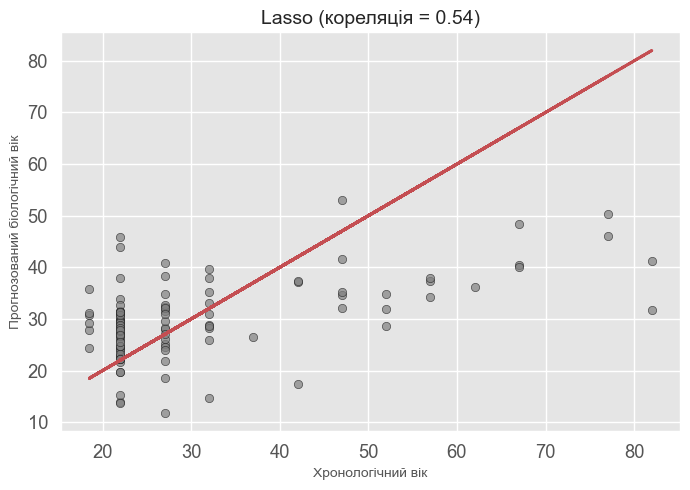 Lasso (кореляція = 0.54)
80
70
60
50
40
30
20
10
Прогнозований біологічний вік
20 30 40 50 60 70 80
Хронологічний вік